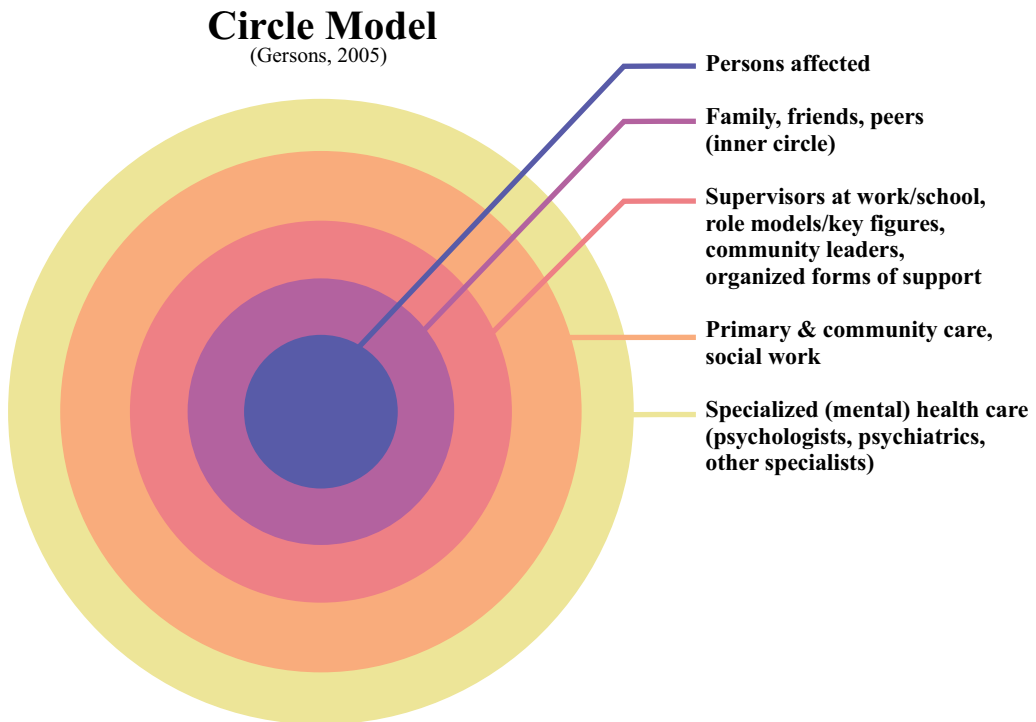 Circle Model
(Gersons, 2005)
Persons affected
Family, friends, peers
(inner circle)
Supervisors at work/school,
role models/key figures,
community leaders,
organized forms of support
Primary & community care,
social work
Specialized (mental) health care
(psychologists, psychiatrics,
other specialists)